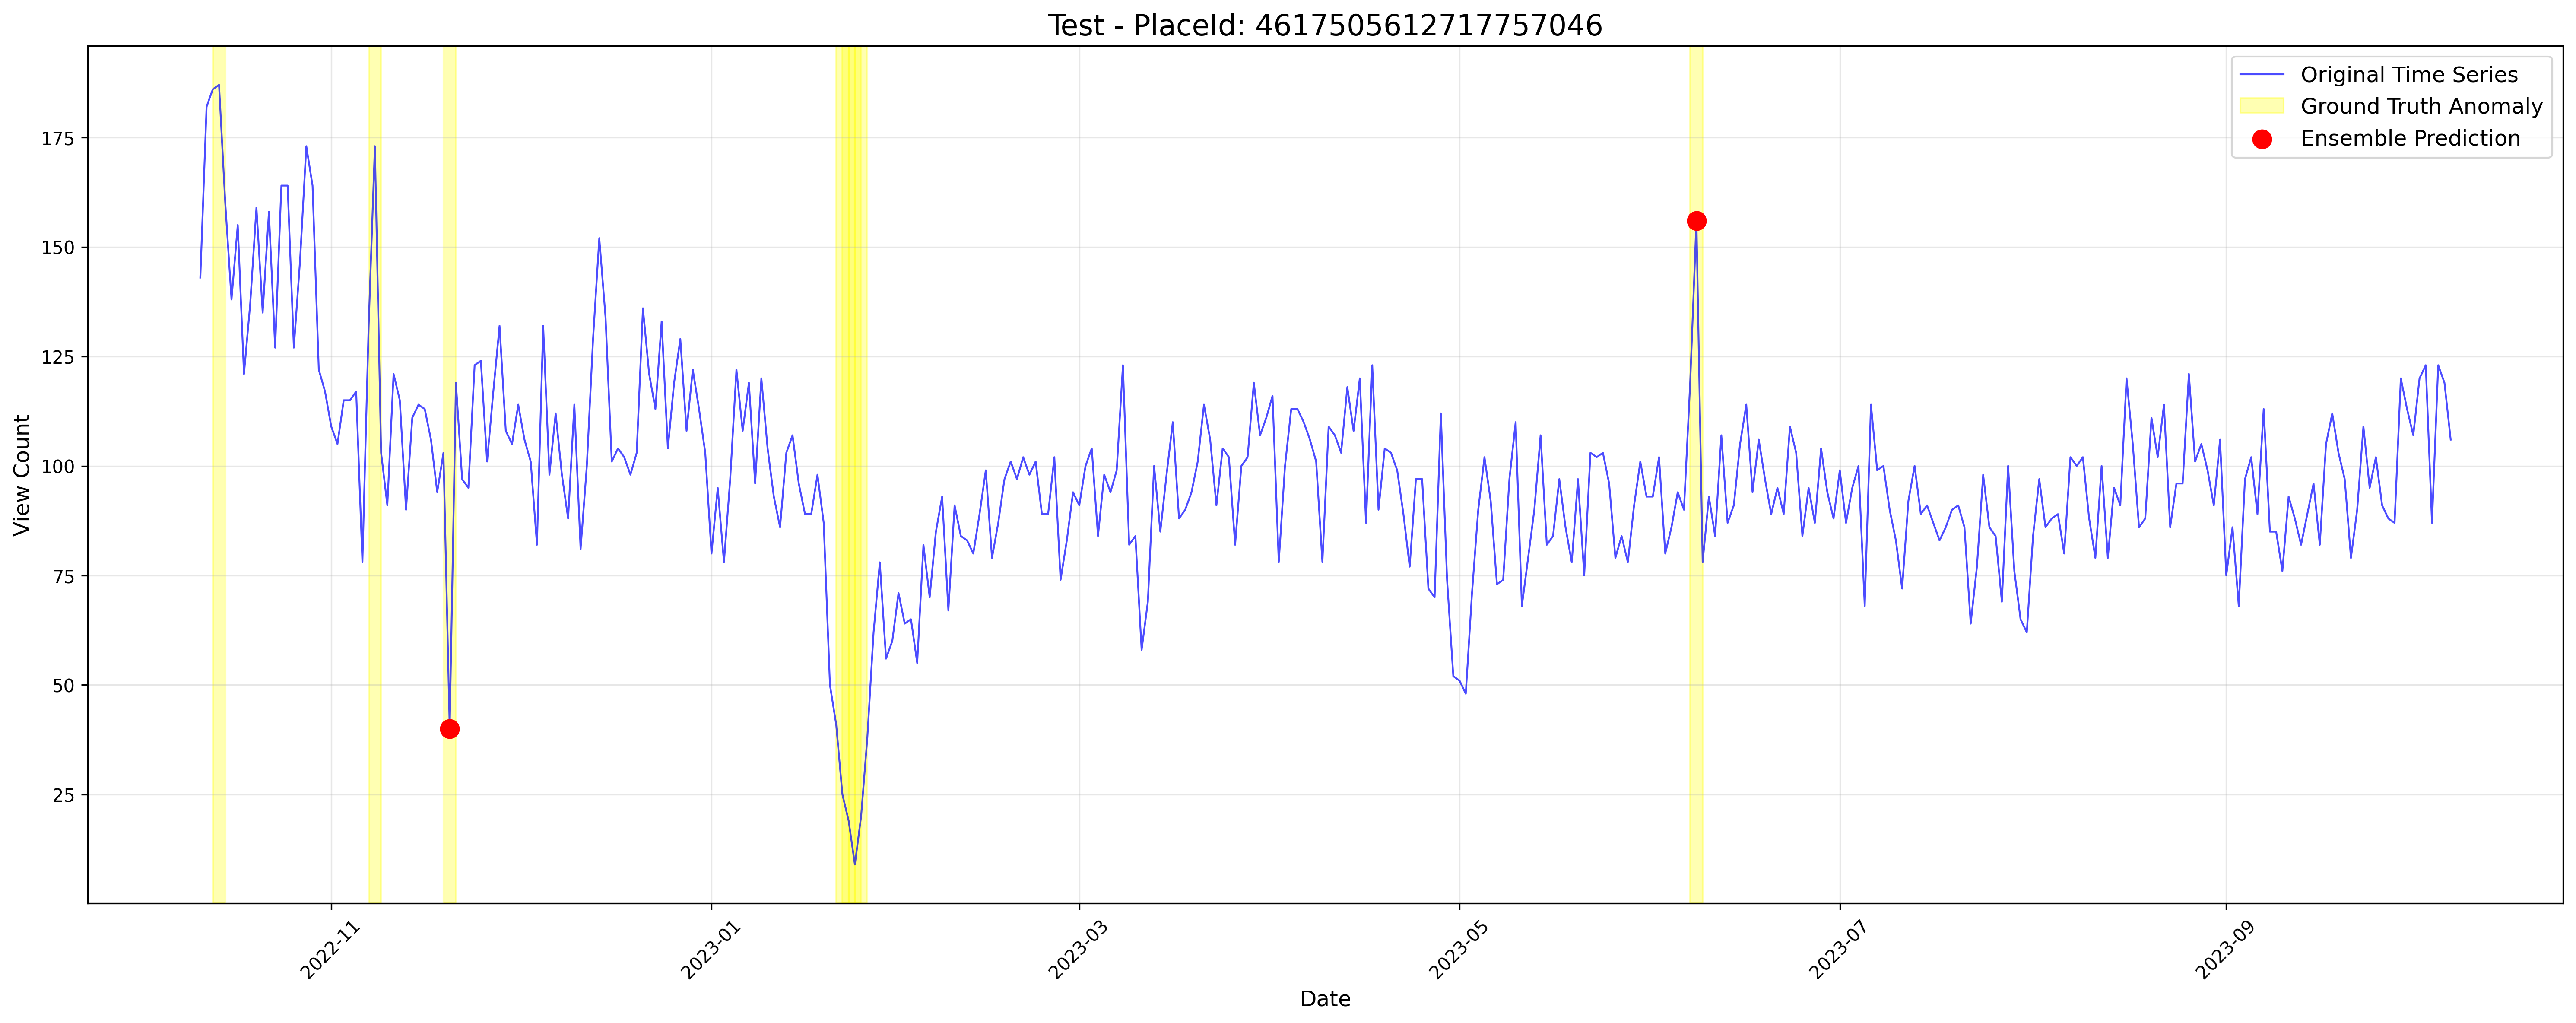 Test - PlaceId: 4617505612717757046
Original Time Series
Ground Truth Anomaly
Ensemble Prediction
View Count
175
150
125
100
75
50
25
2022-11
2023-01
2023-03
2023-05
2023-07
2023-09
Date